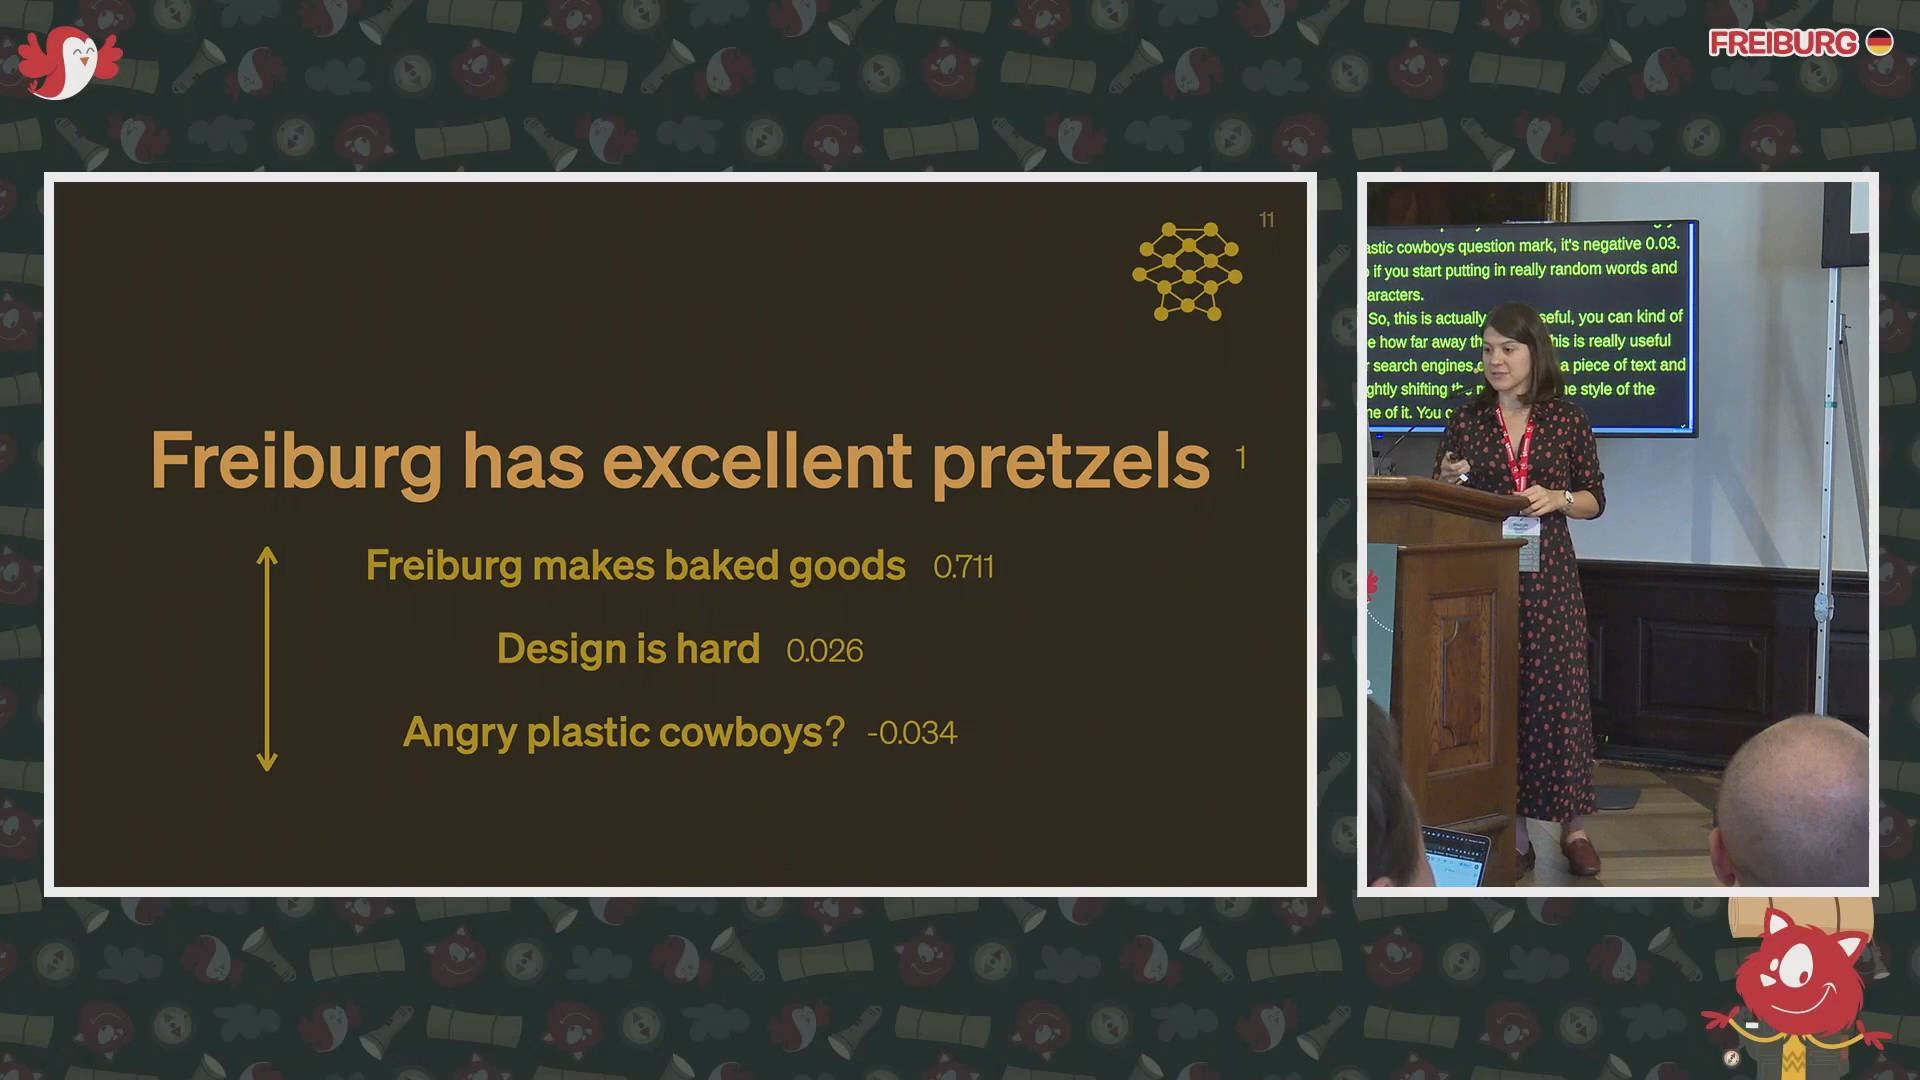 FREIBURG
11
Freiburg has excellent pretzels 1
Freiburg makes baked goods 0.711
Design is hard 0.026
Angry plastic cowboys? -0.034
astic cowboys question mark, it's negative 0.03.
if you start putting in really random words and
aracters.
So, this is actually seful, you can kind of
e how far away th his is really useful
search engines, a piece of text and
ghtly shifting the ne style of the
ne of it. You c